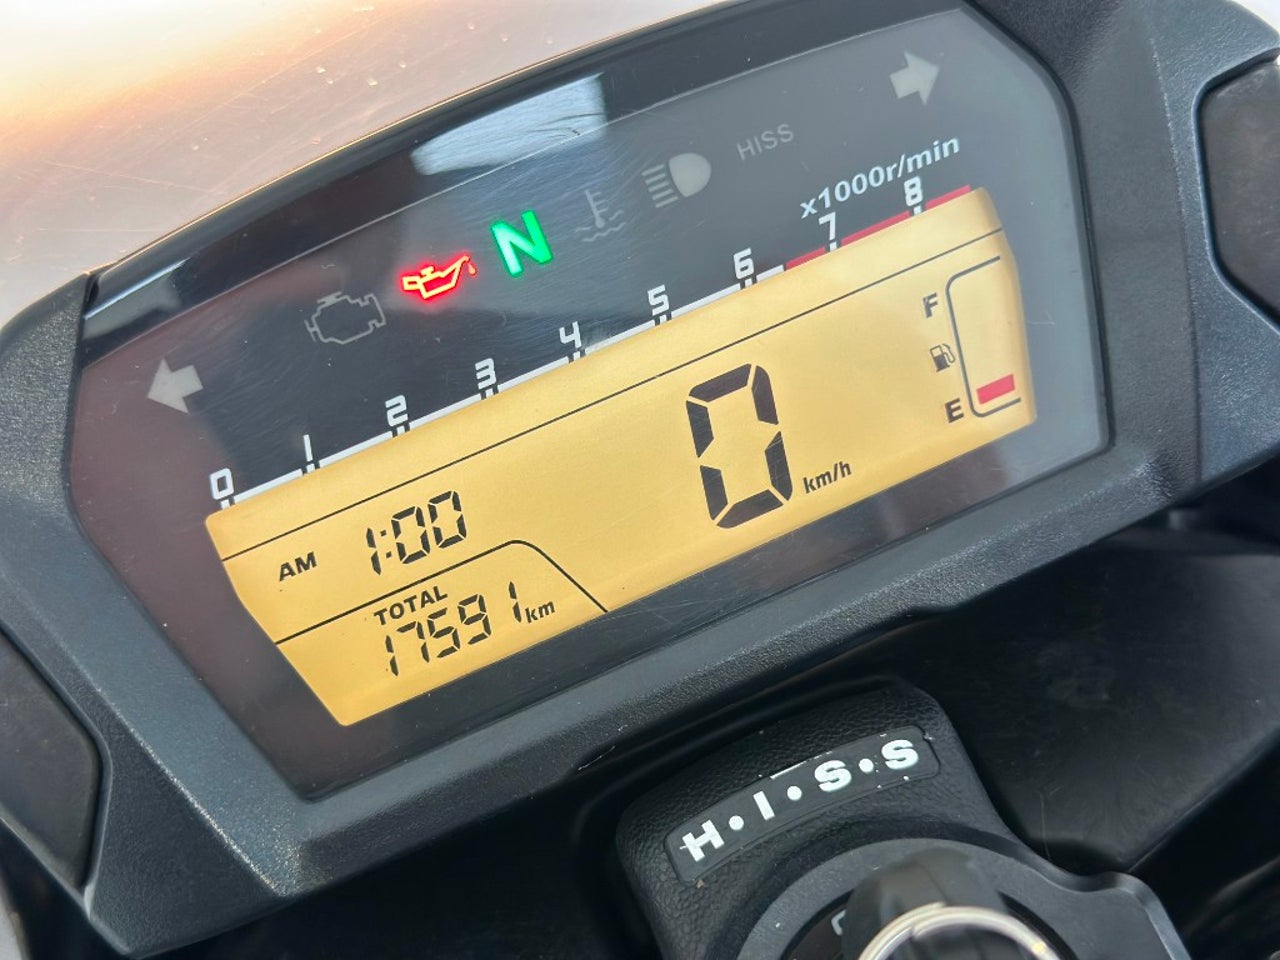 HISS
x1000r/min
0 1 2 3 4 5 6 7 8
N
F
E
0 km/h
AM 1:00
TOTAL
17591 km
H·I·S·S